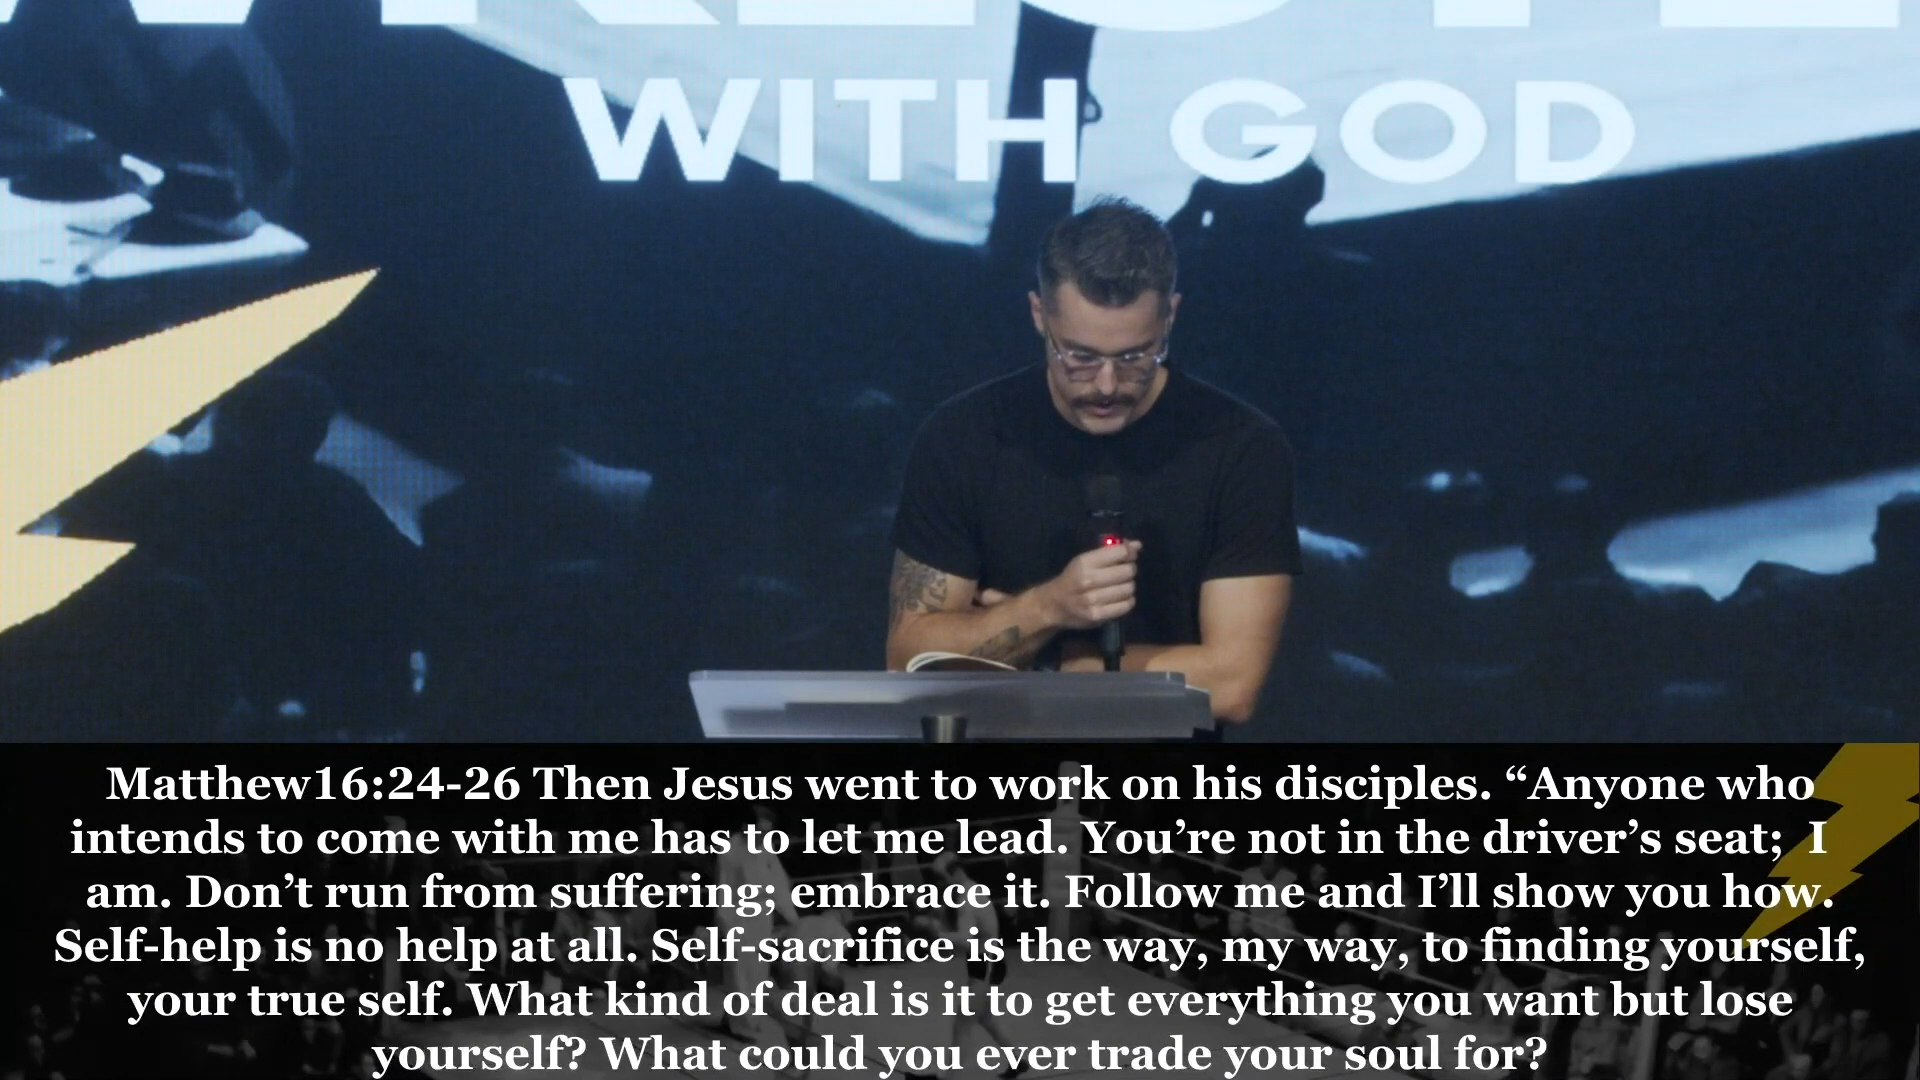 WITH GOD
Matthew16:24-26 Then Jesus went to work on his disciples. “Anyone who
intends to come with me has to let me lead. You’re not in the driver’s seat;  I
am. Don’t run from suffering; embrace it. Follow me and I’ll show you how.
Self-help is no help at all. Self-sacrifice is the way, my way, to finding yourself,
your true self. What kind of deal is it to get everything you want but lose
yourself? What could you ever trade your soul for?